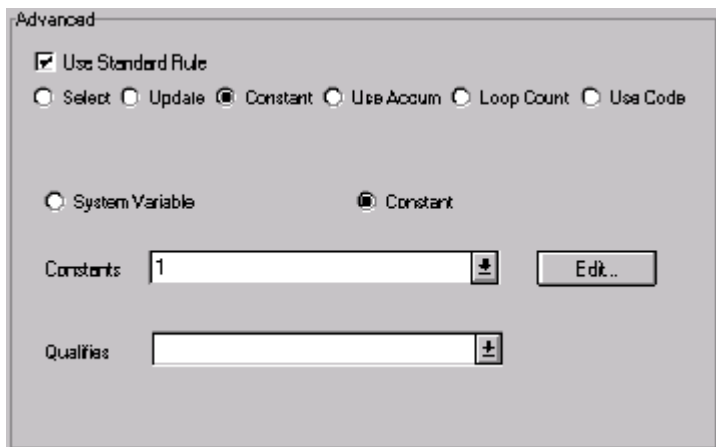 Advanced
Use Standard Rule
Select Update Constant Use Accum Loop Count Use Code
System Variable Constant
Constants 1 Edit...
Qualifies